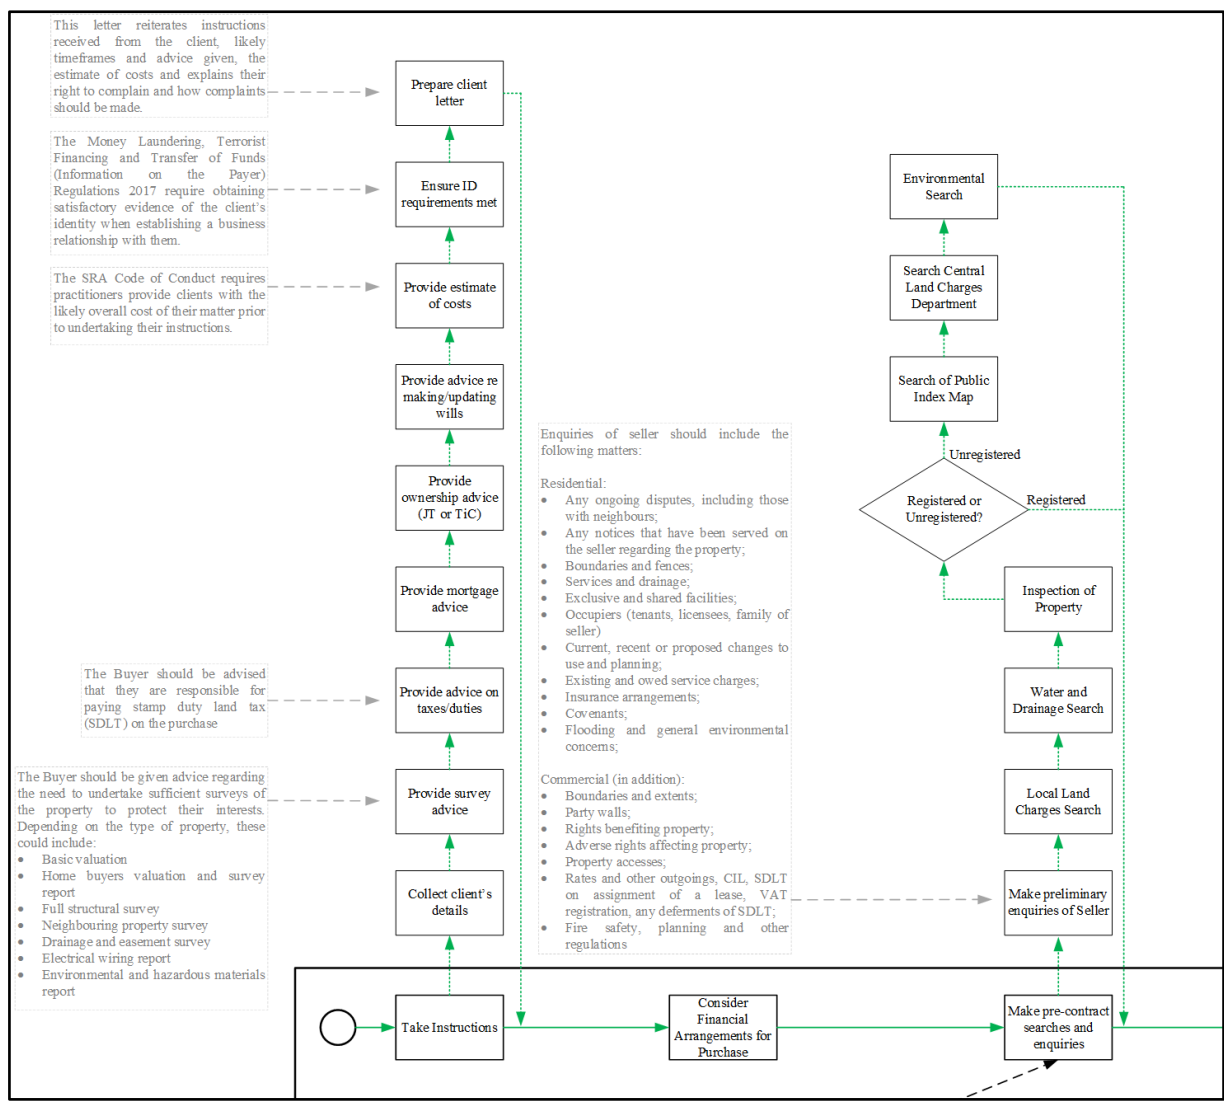 This letter reiterates instructions
received from the client, likely
timeframes and advice given, the
estimate of costs and explains their
right to complain and how complaints
should be made.
Prepare client
letter
The Money Laundering, Terrorist
Financing and Transfer of Funds
(Information on the Payer)
Regulations 2017 require obtaining
satisfactory evidence of the client's
identity when establishing a business
relationship with them.
Ensure ID
requirements met
The SRA Code of Conduct requires
practitioners provide clients with the
likely overall cost of their matter prior
to undertaking their instructions.
Provide estimate
of costs
Provide advice re
making/updating
wills
Provide
ownership advice
(JT or TiC)
Provide mortgage
advice
The Buyer should be advised
that they are responsible for
paying stamp duty land tax
(SDLT) on the purchase
Provide advice on
taxes/duties
The Buyer should be given advice regarding
the need to undertake sufficient surveys of
the property to protect their interests.
Depending on the type of property, these
could include:
● Basic valuation
● Home buyers valuation and survey
report
● Full structural survey
● Neighbouring property survey
● Drainage and easement survey
● Electrical wiring report
● Environmental and hazardous materials
report
Provide survey
advice
Collect client's
details
Enquiries of seller should include the
following matters:
Residential:
● Any ongoing disputes, including those
with neighbours;
● Any notices that have been served on
the seller regarding the property;
● Boundaries and fences;
● Services and drainage;
● Exclusive and shared facilities;
● Occupiers (tenants, licensees, family of
seller)
● Current, recent or proposed changes to
use and planning;
● Existing and owed service charges;
● Insurance arrangements;
● Covenants;
● Flooding and general environmental
concerns;
Commercial (in addition):
● Boundaries and extents;
● Party walls;
● Rights benefiting property;
● Adverse rights affecting property;
● Property accesses;
● Rates and other outgoings, CIL, SDLT
on assignment of a lease, VAT
registration, any deferments of SDLT;
● Fire safety, planning and other
regulations
Environmental
Search
Search Central
Land Charges
Department
Search of Public
Index Map
Unregistered
Registered or
Unregistered?
Registered
Inspection of
Property
Water and
Drainage Search
Local Land
Charges Search
Make preliminary
enquiries of Seller
Take Instructions
Consider
Financial
Arrangements for
Purchase
Make pre-contract
searches and
enquiries